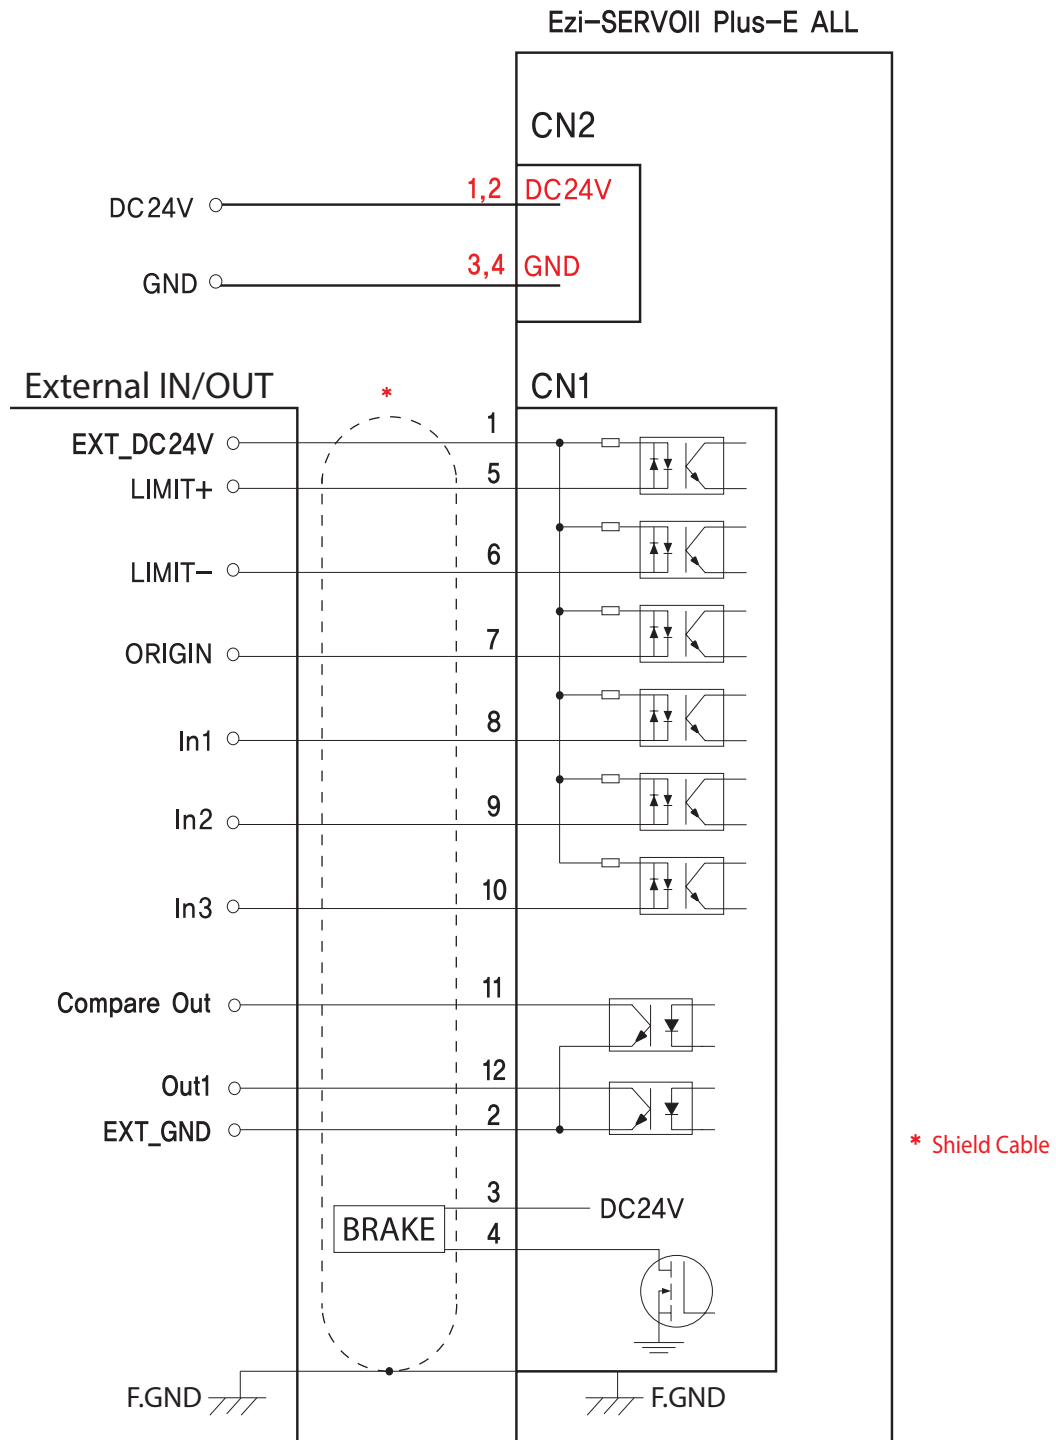 Ezi-SERVOII Plus-E ALL
CN2
DC24V 1,2 DC24V
GND 3,4 GND
External IN/OUT * CN1
EXT_DC24V 1
LIMIT+ 5
LIMIT- 6
ORIGIN 7
In1 8
In2 9
In3 10
Compare Out 11
Out1 12
EXT_GND 2
* Shield Cable
3 DC24V
BRAKE 4
F.GND F.GND